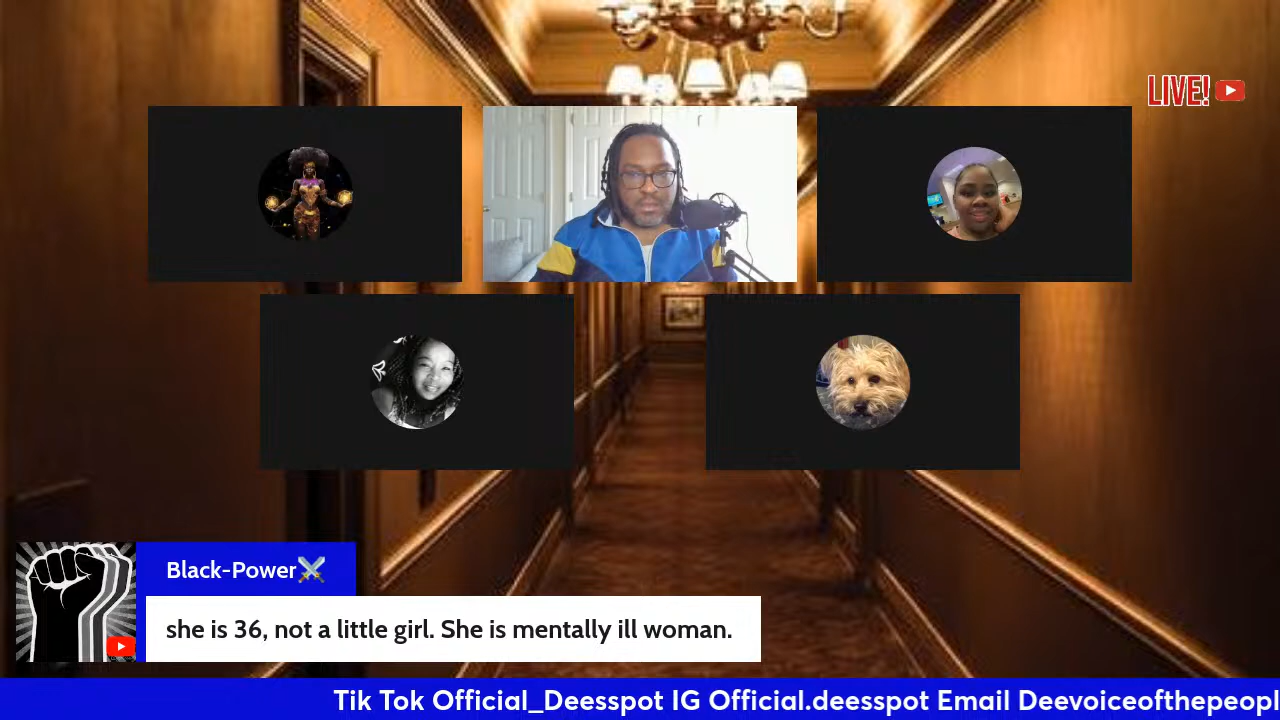 LIVE!
Black-Power⚔️
she is 36, not a little girl. She is mentally ill woman.
Tik Tok Official_Deesspot IG Official.deesspot Email Deevoiceofthepeopl